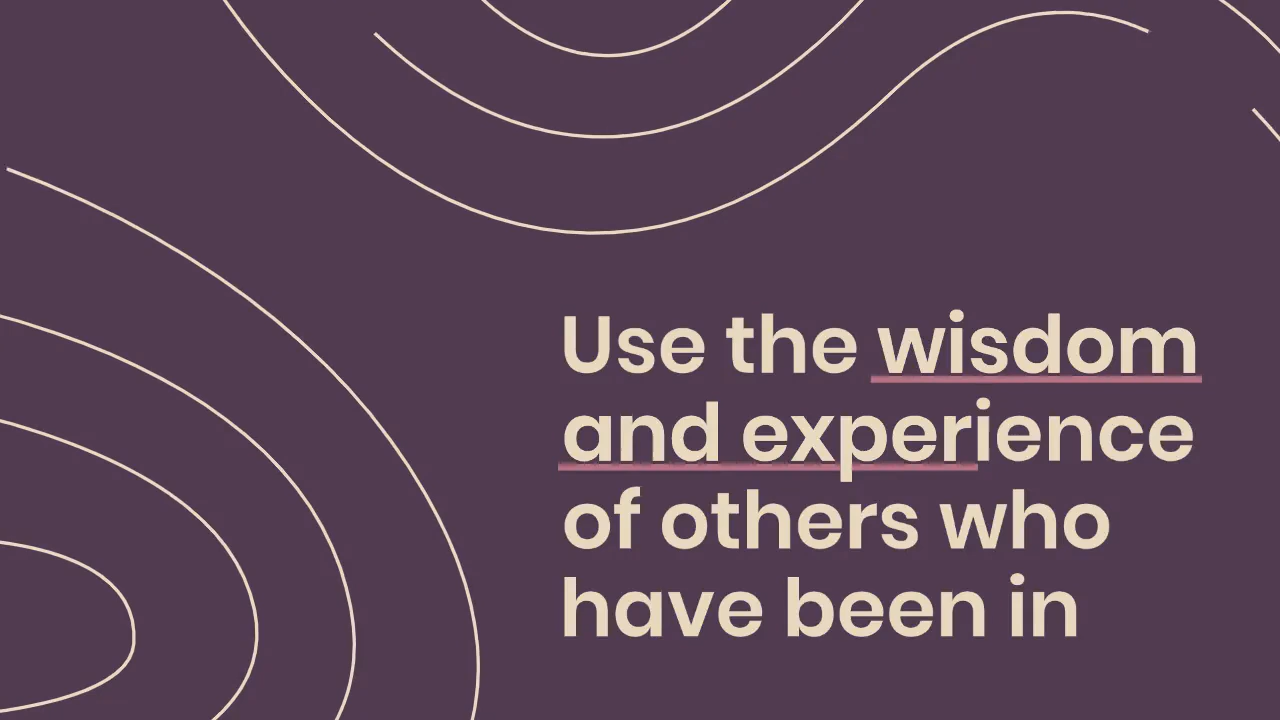 Use the wisdom
and experience
of others who
have been in